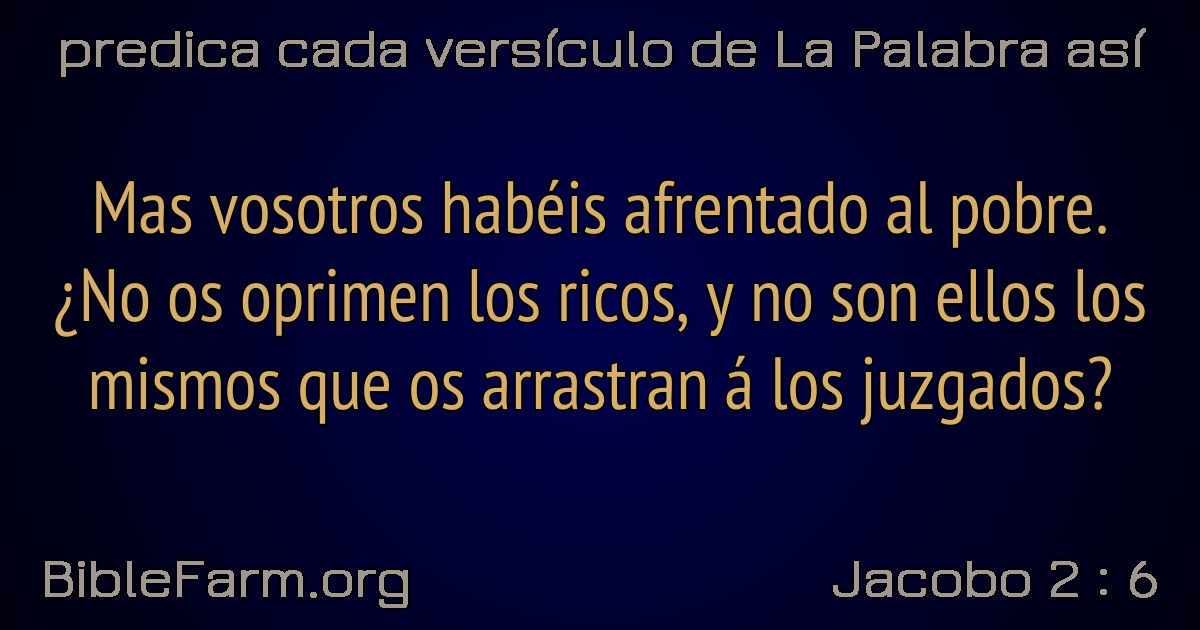 predica cada versículo de La Palabra así
Mas vosotros habéis afrentado al pobre.
¿No os oprimen los ricos, y no son ellos los
mismos que os arrastran á los juzgados?
BibleFarm.org
Jacobo 2 : 6